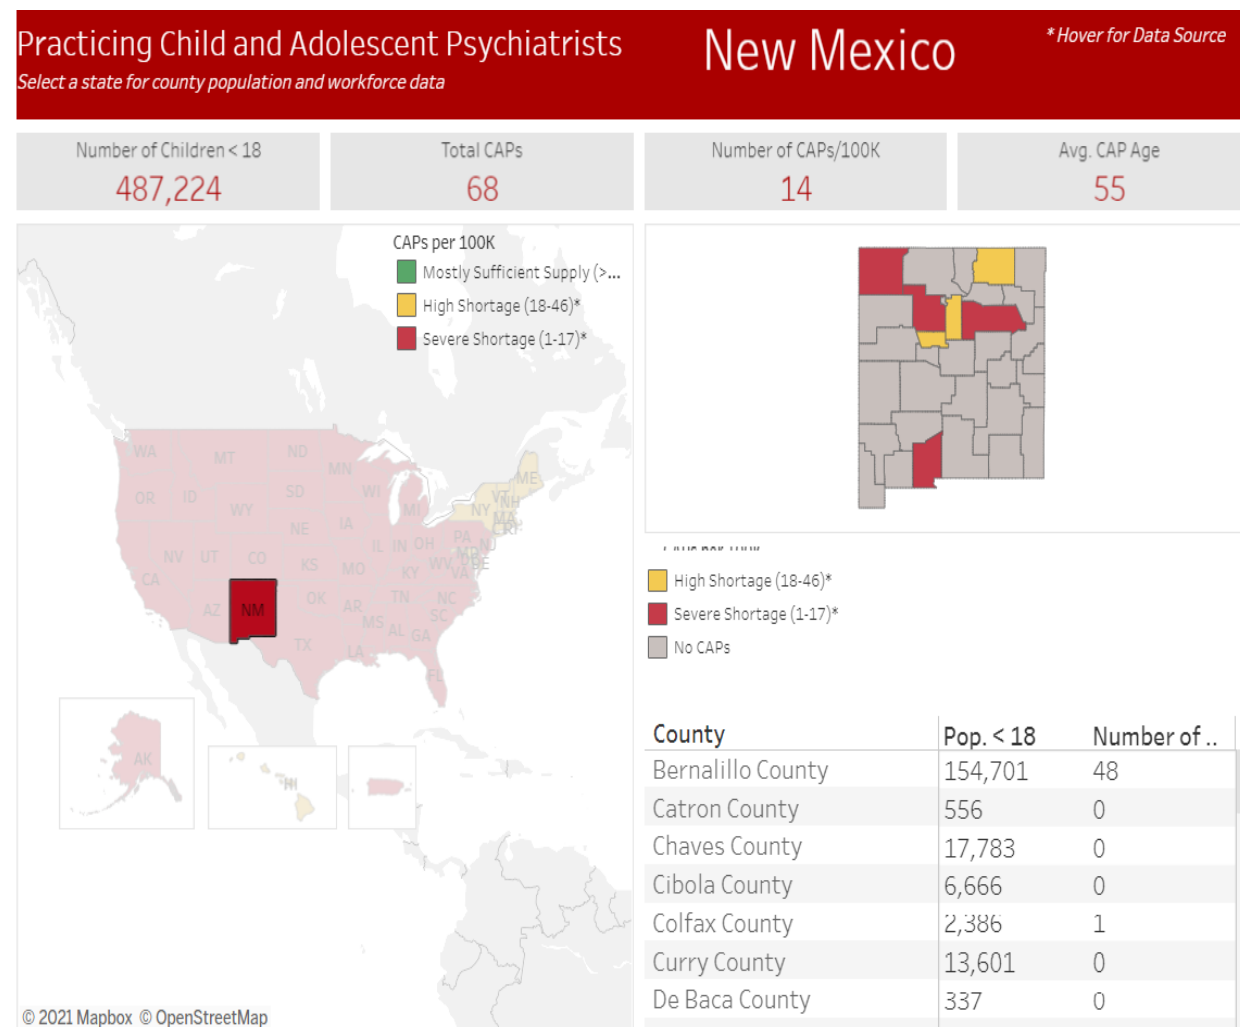 Practicing Child and Adolescent Psychiatrists
Select a state for county population and workforce data
New Mexico
* Hover for Data Source
Number of Children < 18
487,224
Total CAPs
68
Number of CAPs/100K
14
Avg. CAP Age
55
CAPs per 100K
Mostly Sufficient Supply (>...
High Shortage (18-46)*
Severe Shortage (1-17)*
WA
MT
ND
MN
OR
ID
SD
WI
MI
ME
VT
NH
NY
MA
WY
NE
IA
NV
UT
CO
KS
MO
IL
IN
OH
PA
NJ
WV
VA
DE
CA
KY
AZ
NM
OK
AR
TN
NC
SC
MS
AL
GA
TX
LA
FL
AK
HI
© 2021 Mapbox © OpenStreetMap
High Shortage (18-46)*
Severe Shortage (1-17)*
No CAPs
County Pop. < 18 Number of ..
Bernalillo County 154,701 48
Catron County 556 0
Chaves County 17,783 0
Cibola County 6,666 0
Colfax County 2,386 1
Curry County 13,601 0
De Baca County 337 0